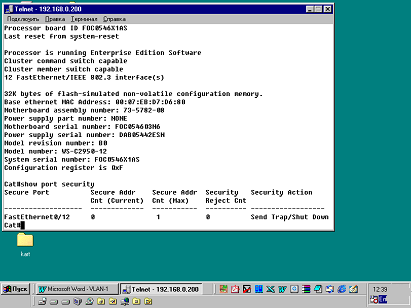 Telnet - 192.168.0.200
Подключить Правка Терминал Справка
Processor board ID FOC0546X1AS
Last reset from system-reset
Processor is running Enterprise Edition Software
Cluster command switch capable
Cluster member switch capable
12 FastEthernet/IEEE 802.3 interface(s)
32K bytes of flash-simulated non-volatile configuration memory.
Base ethernet MAC Address: 00:07:EB:D7:D6:80
Motherboard assembly number: 73-5782-08
Power supply part number: NONE
Motherboard serial number: FOC054603N6
Power supply serial number: DAB05442ESH
Model revision number: B0
Model number: WS-C2950-12
System serial number: FOC0546X1AS
Configuration register is 0xF
Cat#show port security
Secure Port Secure Addr Secure Addr Security Security Action
Cnt (Current) Cnt (Max) Reject Cnt
FastEthernet0/12 0 1 0 Send Trap/Shut Down
Cat#
Пуск Microsoft Word - VLAN-1 Telnet - 192.168.0.200 12:39
En